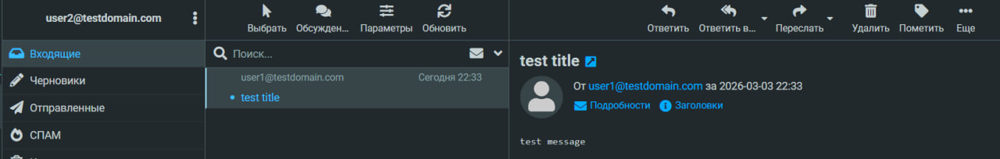 user2@testdomain.com
Выбрать Обсужден... Параметры Обновить
Ответить Ответить в... Переслать Удалить Пометить Еще
Входящие
Черновики
Отправленные
СПАМ
Поиск...
user1@testdomain.com Сегодня 22:33
test title
test title
От user1@testdomain.com за 2026-03-03 22:33
Подробности Заголовки
test message